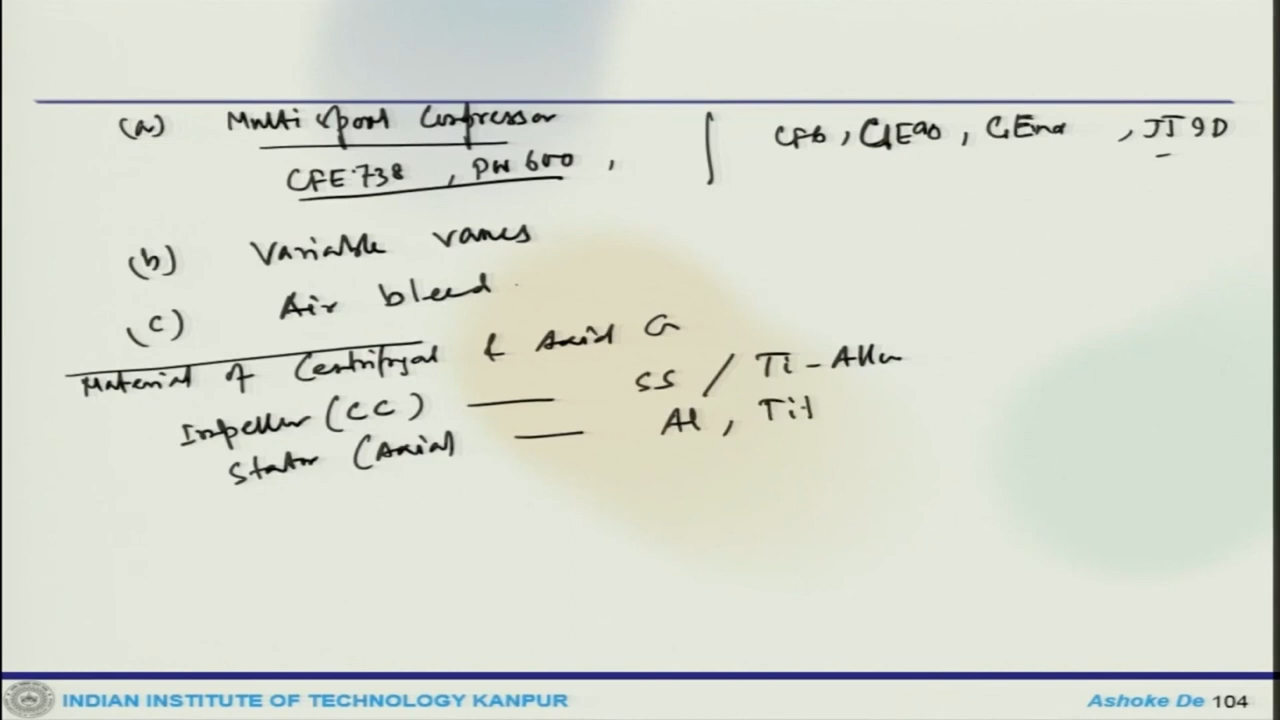 (a) Multi spool Compressor
CFE 738, PW 600,
CF6, GE90, GEnx, JT9D
(b) Variable vanes
(c) Air bleed
Material of Centrifugal & Axial C
Impeller (CC) — SS / Ti-Alloy
Stator (Axial) — Al, Tit
INDIAN INSTITUTE OF TECHNOLOGY KANPUR
Ashoke De 104